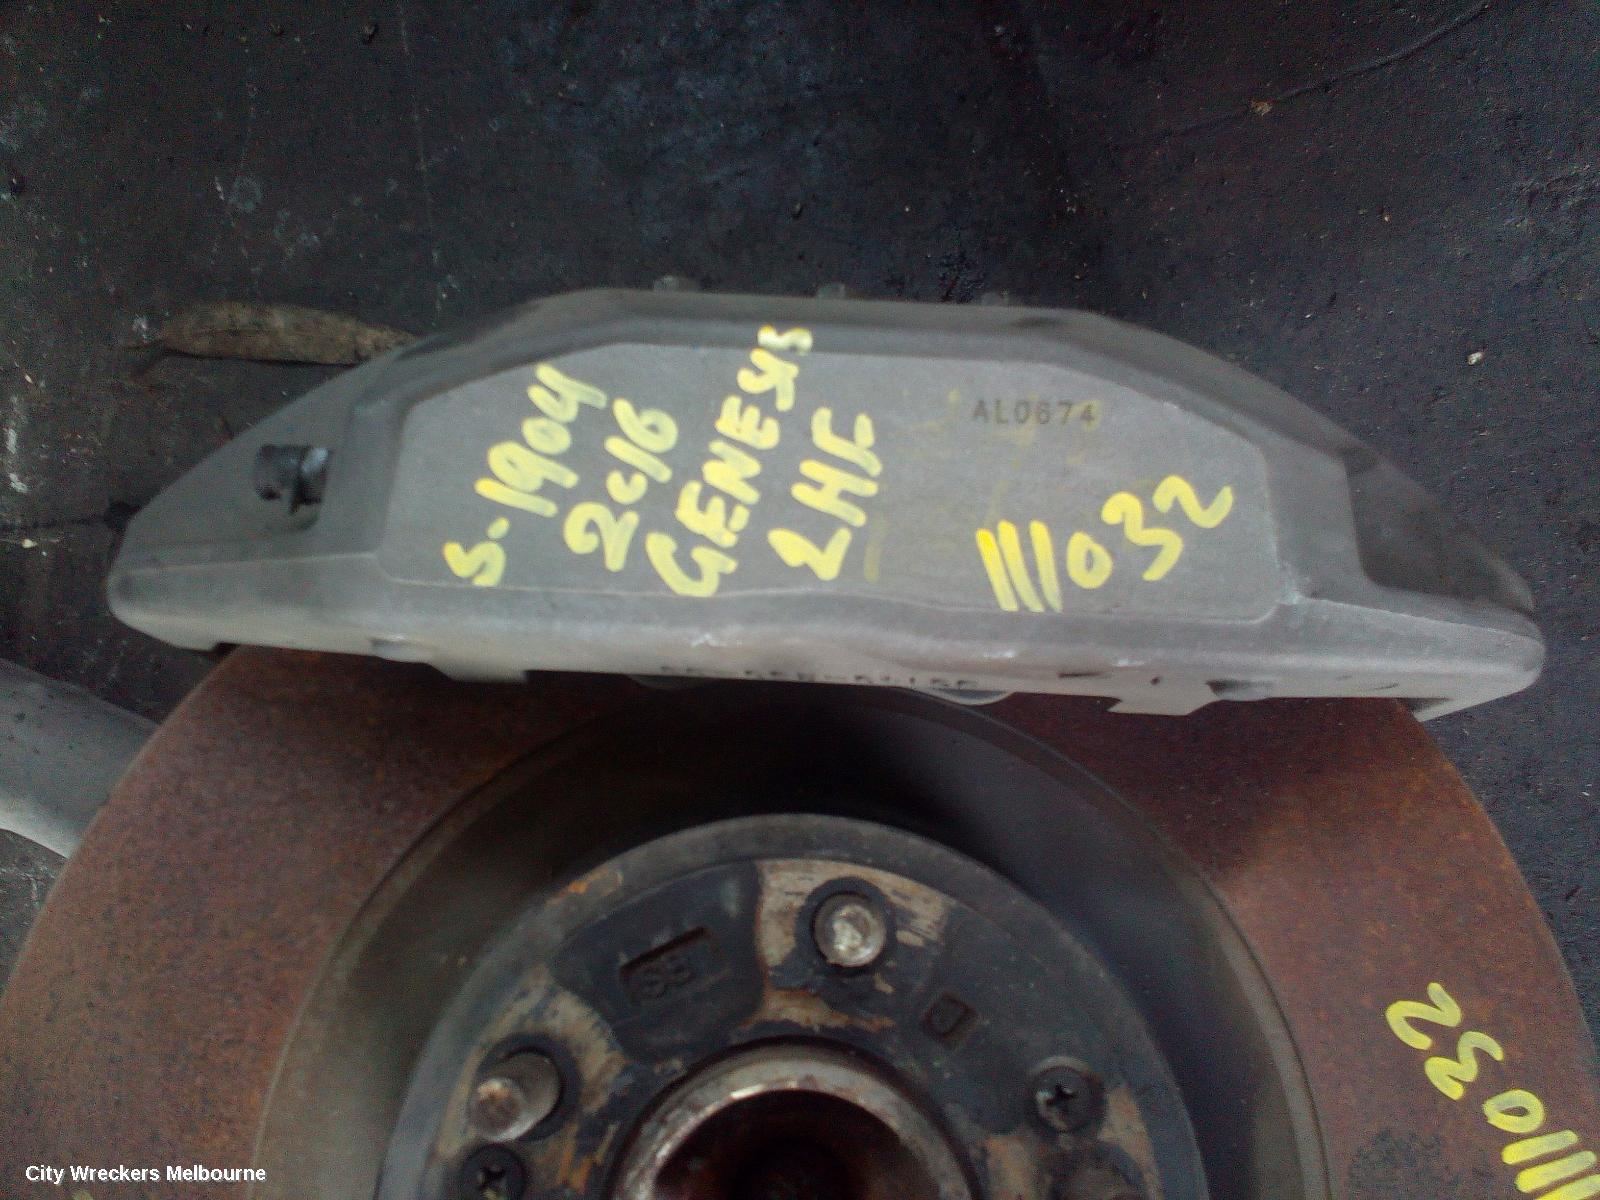 S-1904
2016
GENESIS
LHF
AL0674
111032
111032
City Wreckers Melbourne